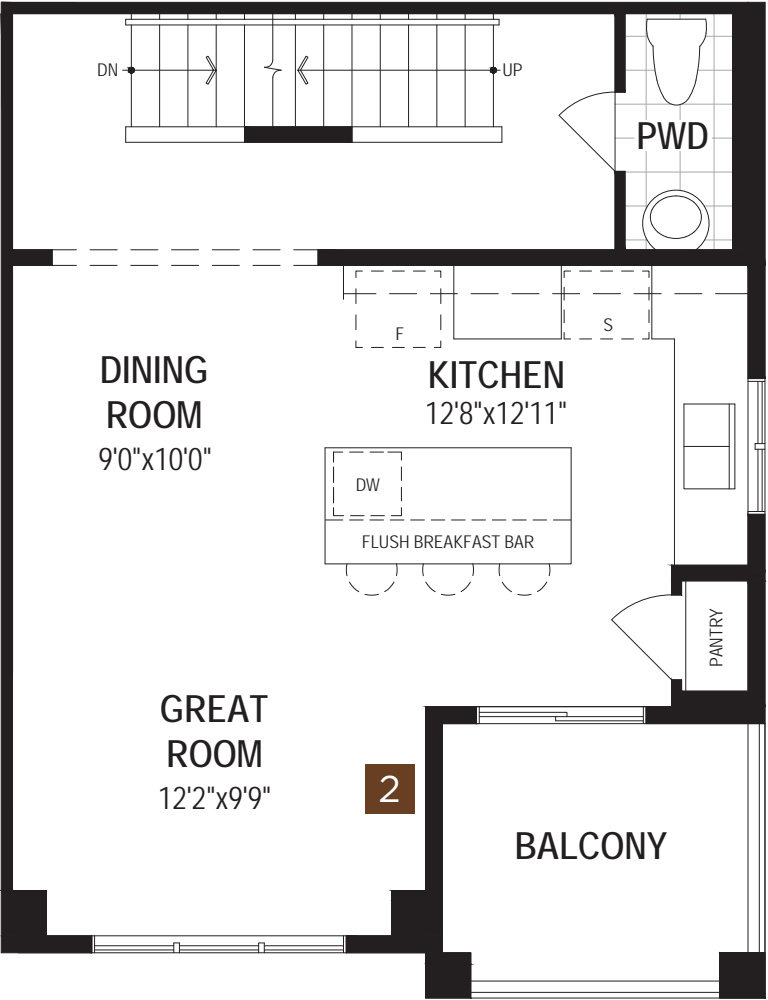 DN
UP
PWD
F
S
DINING
ROOM
9'0"x10'0"
KITCHEN
12'8"x12'11"
DW
FLUSH BREAKFAST BAR
PANTRY
GREAT
ROOM
12'2"x9'9"
2
BALCONY